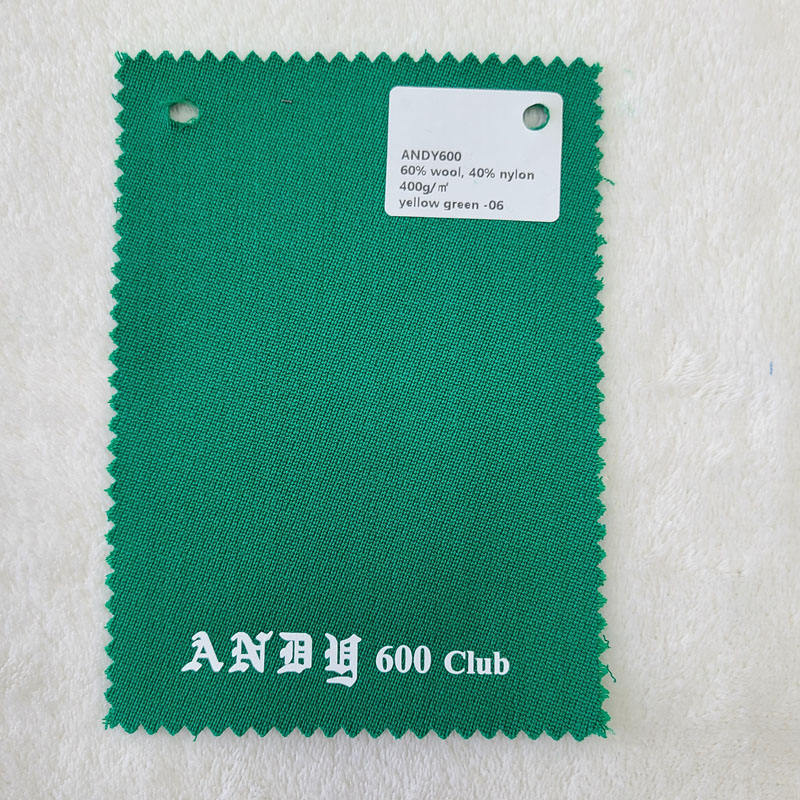 ANDY600
60% wool, 40% nylon
400g/㎡
yellow green -06
ANDY 600 Club